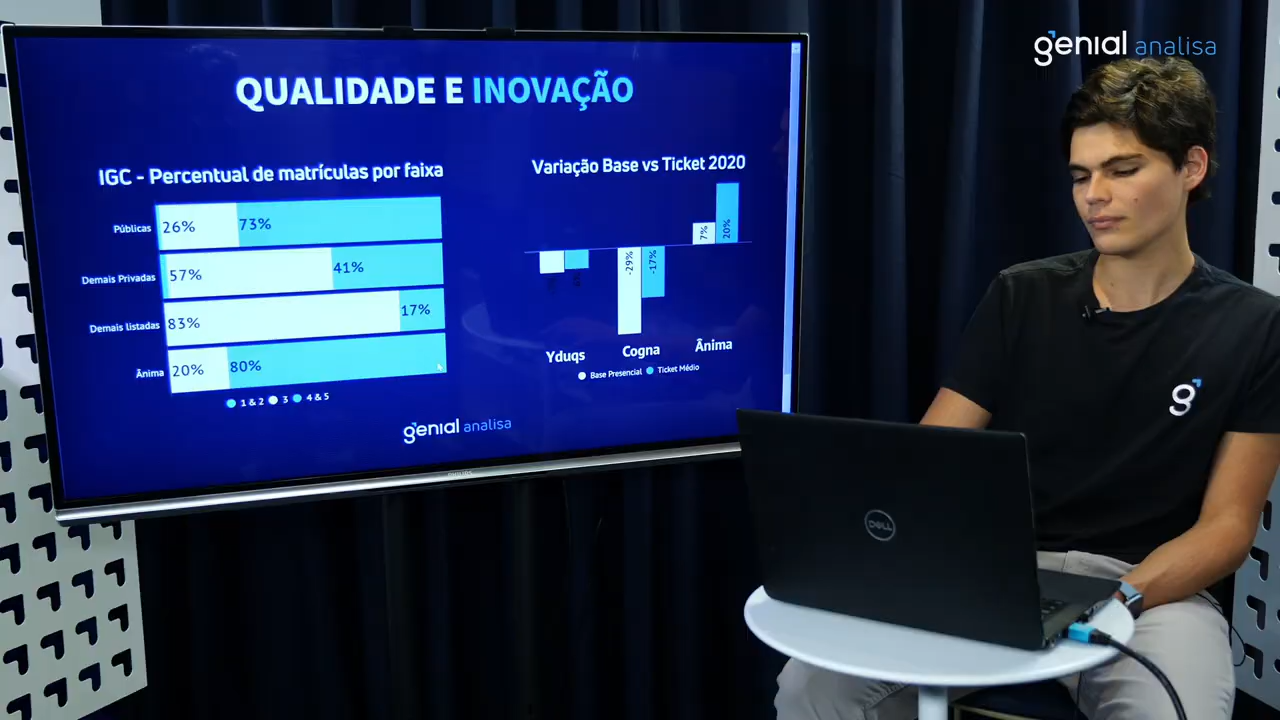 genial analisa
QUALIDADE E INOVAÇÃO
IGC - Percentual de matrículas por faixa
Públicas 26% 73%
Demais Privadas 57% 41%
Demais listadas 83% 17%
Ânima 20% 80%
1 & 2 3 4 & 5
Variação Base vs Ticket 2020
-29% -17% 7% 20%
Yduqs Cogna Ânima
Base Presencial Ticket Médio
genial analisa
DELL
g